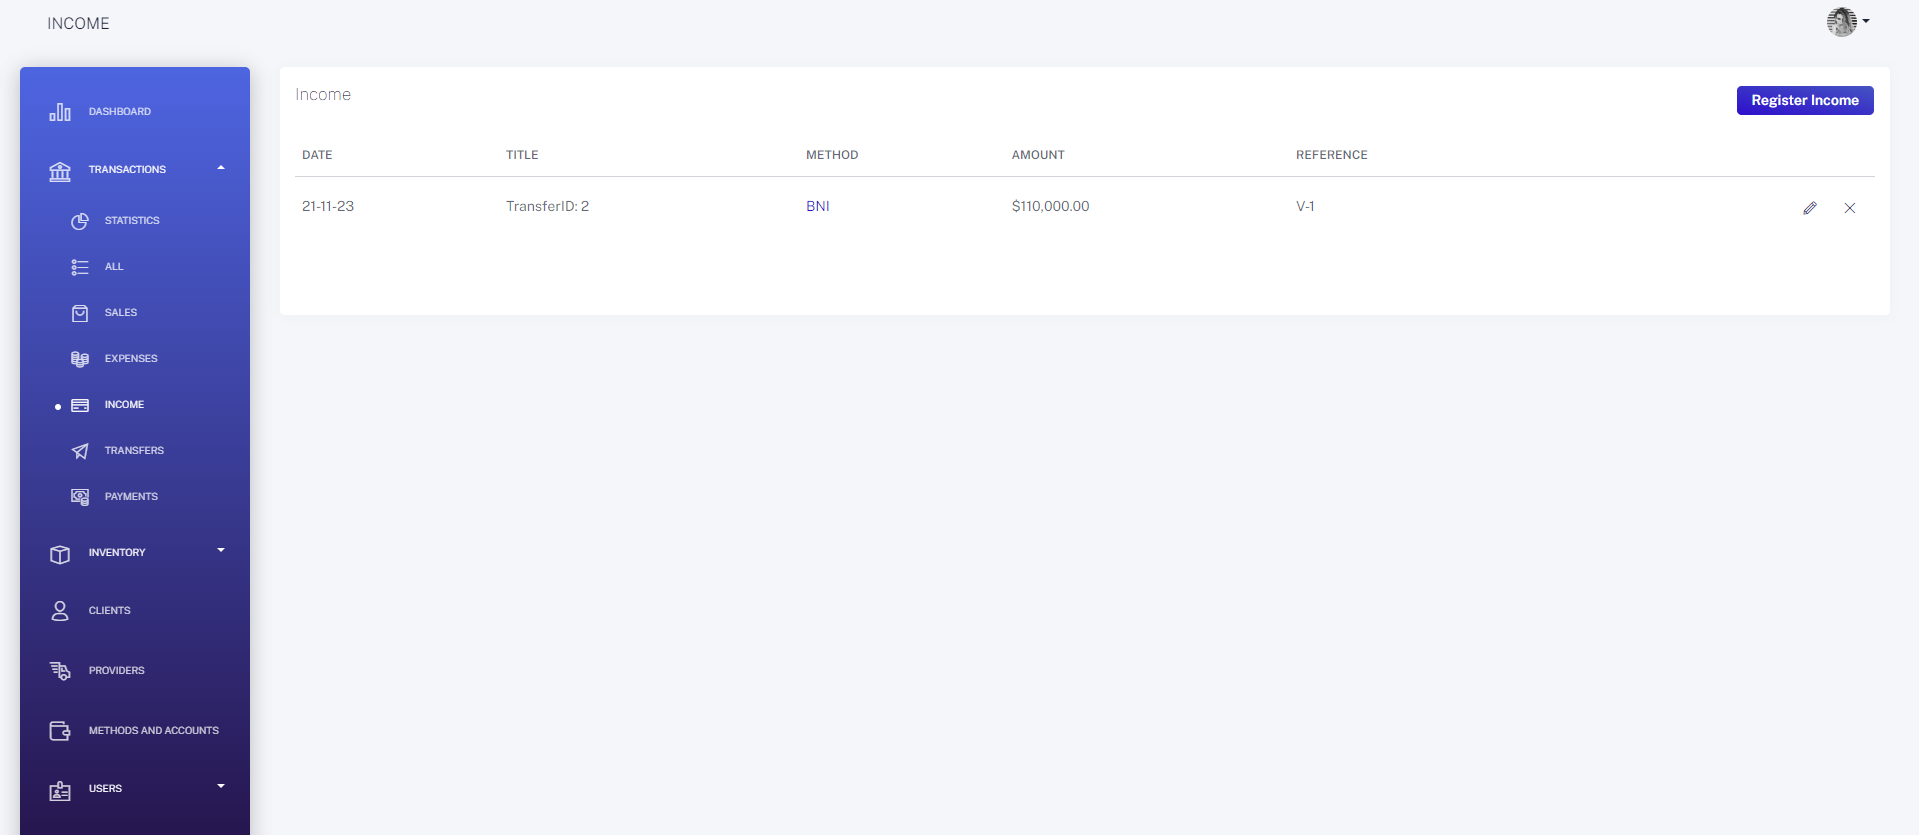 INCOME
DASHBOARD
TRANSACTIONS
STATISTICS
ALL
SALES
EXPENSES
INCOME
TRANSFERS
PAYMENTS
INVENTORY
CLIENTS
PROVIDERS
METHODS AND ACCOUNTS
USERS
Income
Register Income
DATE TITLE METHOD AMOUNT REFERENCE
21-11-23 TransferID: 2 BNI $110,000.00 V-1